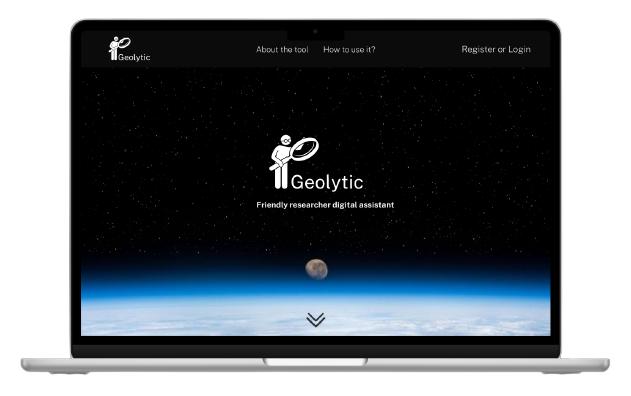 Geolytic
About the tool
How to use it?
Register or Login
Geolytic
Friendly researcher digital assistant